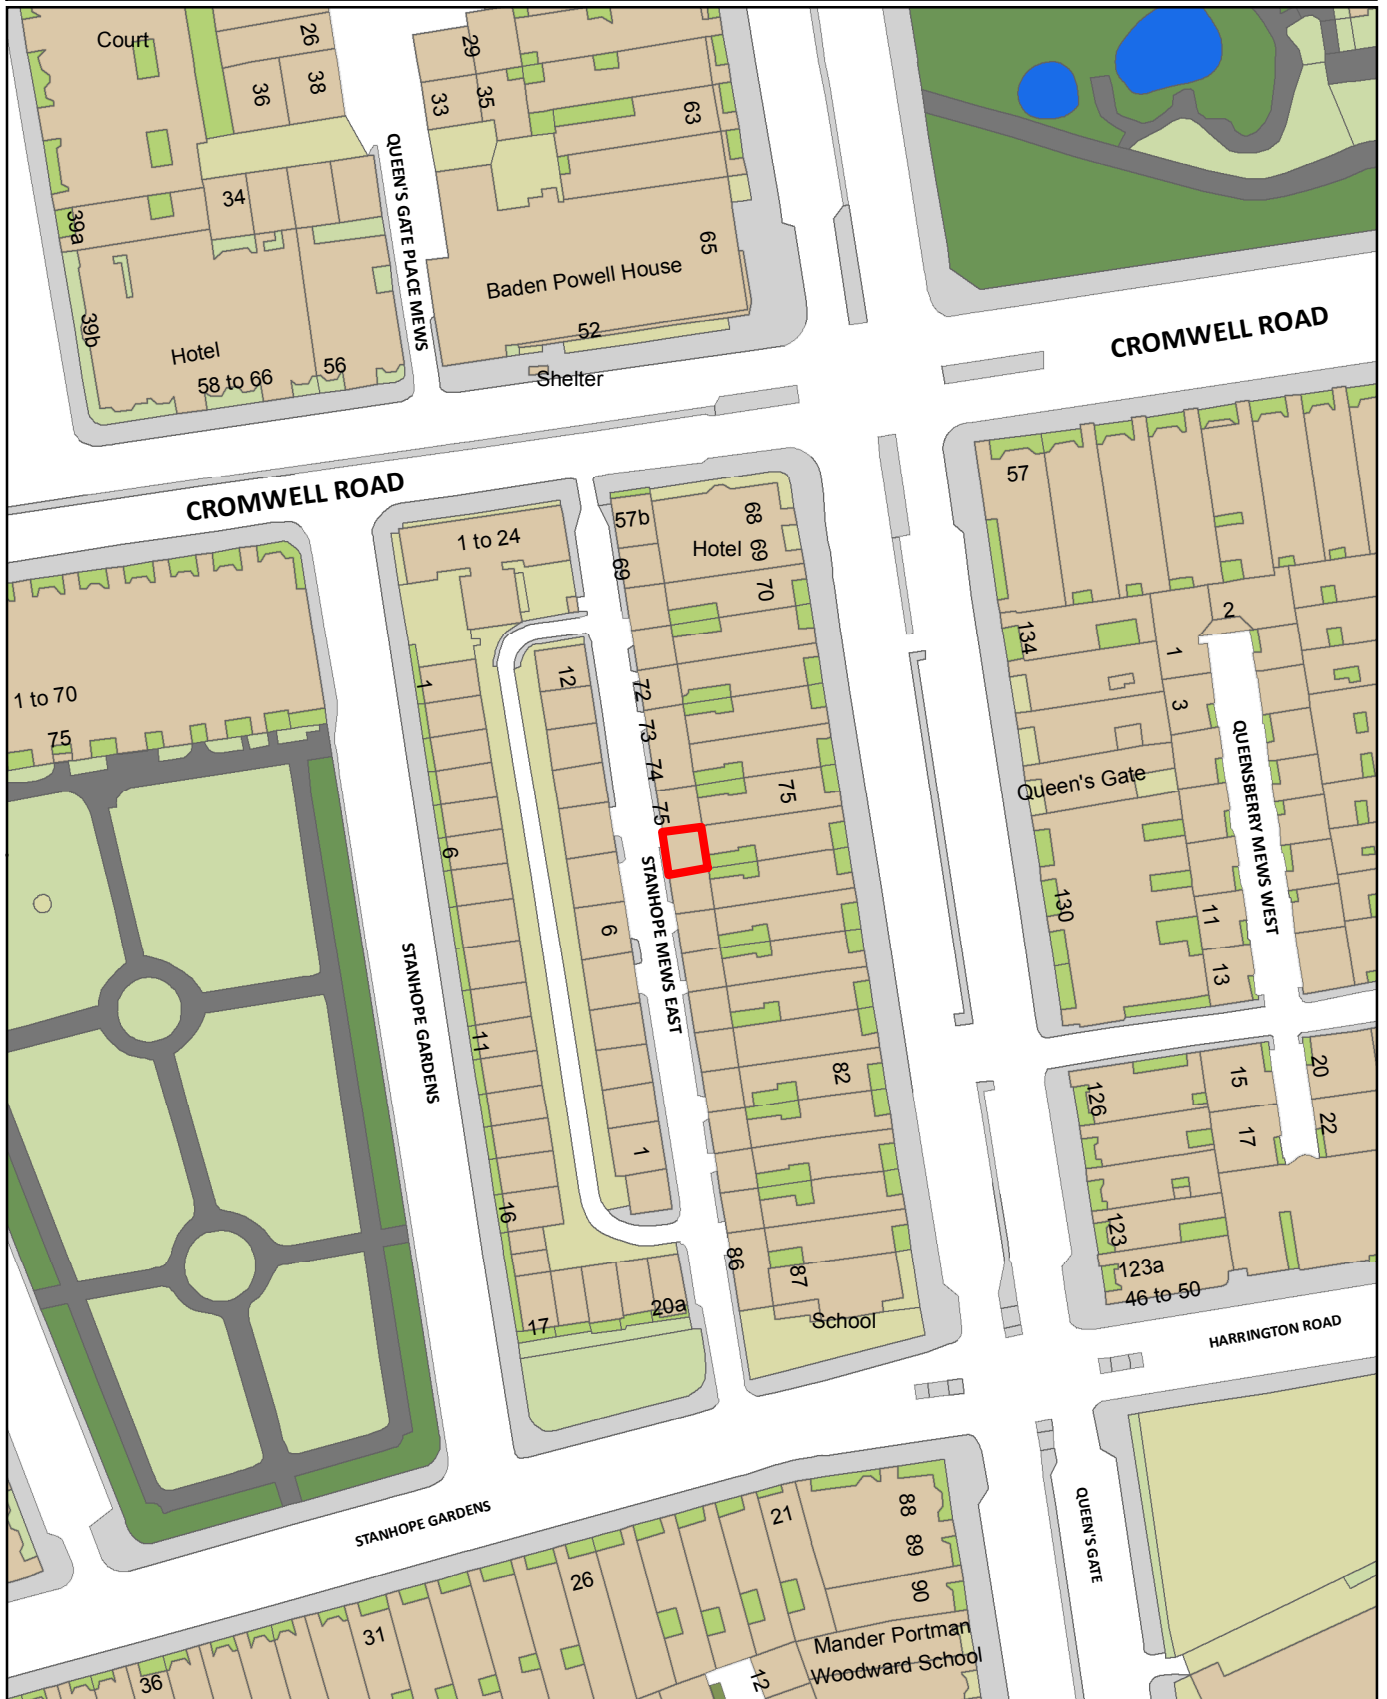 Court
26
29
36
38
33
35
63
QUEEN'S GATE PLACE MEWS
34
39a
65
Baden Powell House
39b
52
CROMWELL ROAD
Hotel
56
58 to 66
Shelter
57
CROMWELL ROAD
57b
68
1 to 24
Hotel
69
69
70
2
134
1
12
1
1 to 70
72
3
73
75
74
QUEENSBERRY MEWS WEST
Queen's Gate
75
75
6
STANHOPE MEWS EAST
130
11
6
STANHOPE GARDENS
13
11
82
15
20
126
17
22
1
16
123
86
87
123a
46 to 50
20a
17
School
HARRINGTON ROAD
88
21
STANHOPE GARDENS
QUEEN'S GATE
89
26
90
31
Mander Portman
Woodward School
12
36